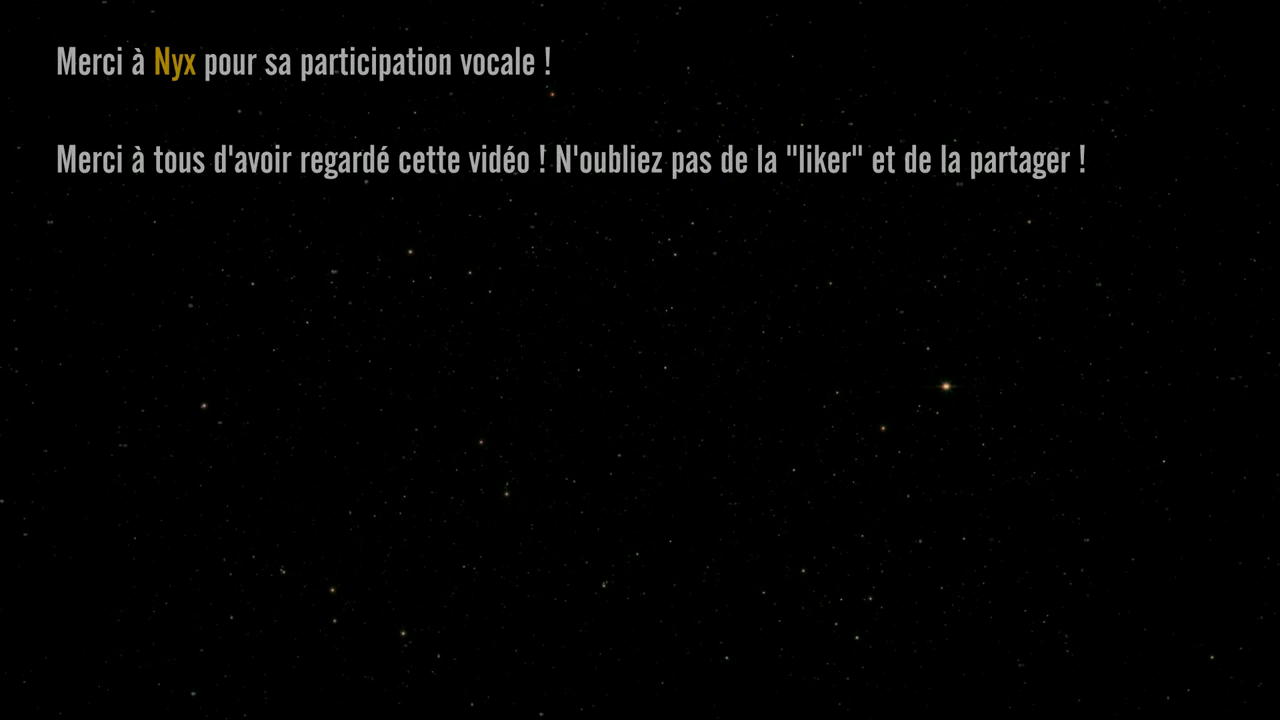 Merci à Nyx pour sa participation vocale !
Merci à tous d'avoir regardé cette vidéo ! N'oubliez pas de la "liker" et de la partager !